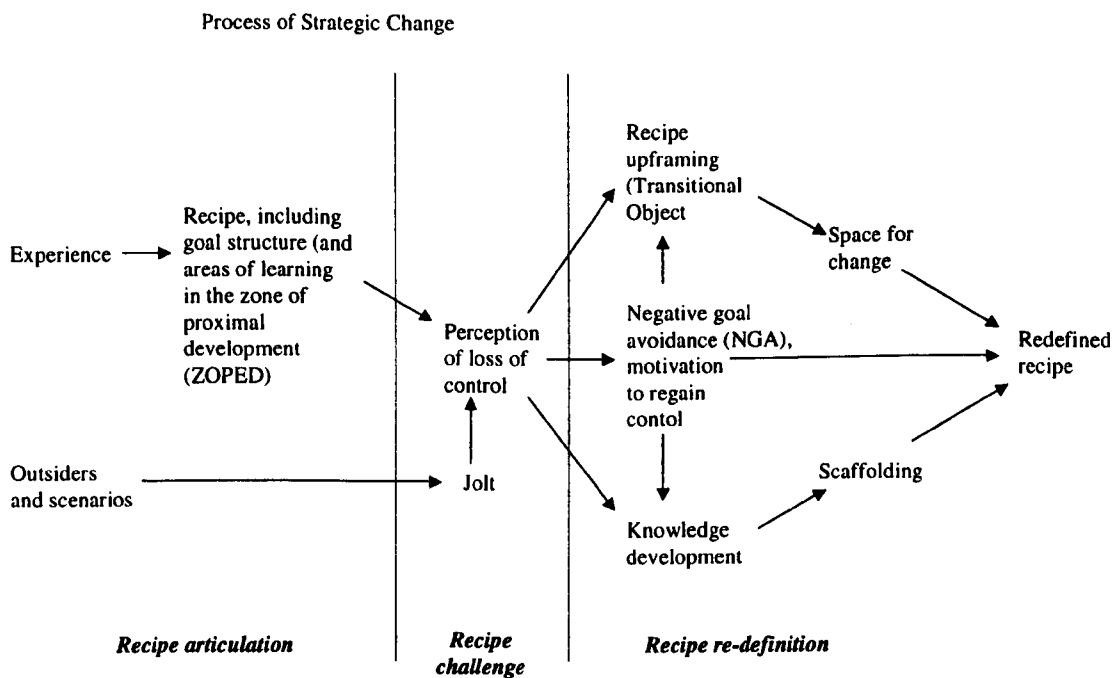 Process of Strategic Change
Experience
Recipe, including
goal structure (and
areas of learning
in the zone of
proximal
development
(ZOPED)
Outsiders
and scenarios
Perception
of loss of
control
Jolt
Recipe
upframing
(Transitional
Object
Negative goal
avoidance (NGA),
motivation
to regain
contol
Knowledge
development
Space for
change
Scaffolding
Redefined
recipe
Recipe articulation
Recipe
challenge
Recipe re-definition